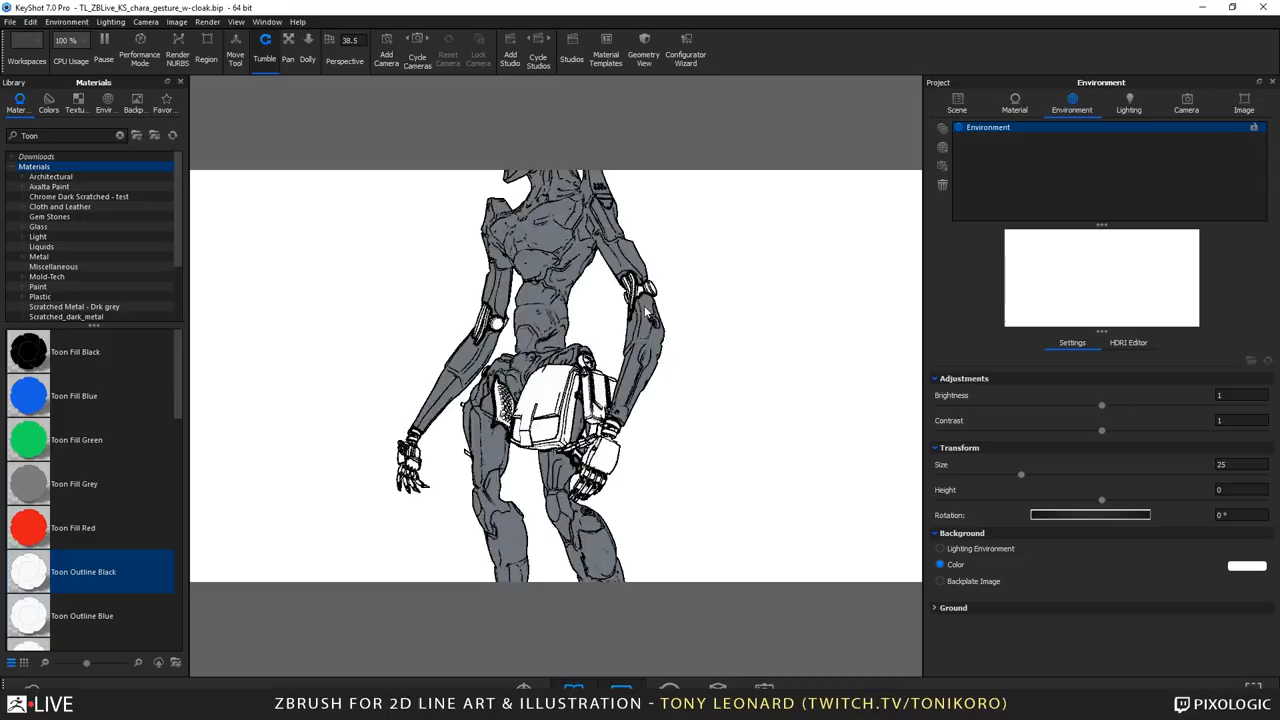 KeyShot 7.0 Pro - TL_ZBLive_KS_chara_gesture_w-cloak.bip - 64 bit
File Edit Environment Lighting Camera Image Render View Window Help
Workspaces
100 %
CPU Usage
Pause
Performance Mode
Render NURBS
Region
Move Tool
Tumble
Pan
Dolly
38.5
Perspective
Add Camera
Cycle Cameras
Reset Camera
Lock Camera
Add Studio
Cycle Studios
Studios
Material Templates
Geometry View
Configurator Wizard
Library Materials
Mater... Colors Textu... Envir... Backp... Favor...
Toon
Downloads
Materials
Architectural
Axalta Paint
Chrome Dark Scratched - test
Cloth and Leather
Gem Stones
Glass
Light
Liquids
Metal
Miscellaneous
Mold-Tech
Paint
Plastic
Scratched Metal - Drk grey
Scratched_dark_metal
Toon Fill Black
Toon Fill Blue
Toon Fill Green
Toon Fill Grey
Toon Fill Red
Toon Outline Black
Toon Outline Blue
Project Environment
Scene Material Environment Lighting Camera Image
Environment
Settings HDRI Editor
Adjustments
Brightness 1
Contrast 1
Transform
Size 25
Height 0
Rotation: 0 °
Background
Lighting Environment
Color
Backplate Image
Ground
LIVE ZBRUSH FOR 2D LINE ART & ILLUSTRATION - TONY LEONARD (TWITCH.TV/TONIKORO) PIXOLOGIC